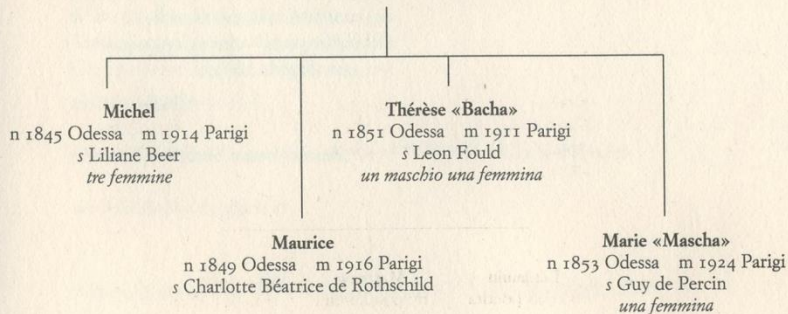 Michel
n 1845 Odessa m 1914 Parigi
s Liliane Beer
tre femmine
Thérèse «Bacha»
n 1851 Odessa m 1911 Parigi
s Leon Fould
un maschio una femmina
Maurice
n 1849 Odessa m 1916 Parigi
s Charlotte Béatrice de Rothschild
Marie «Mascha»
n 1853 Odessa m 1924 Parigi
s Guy de Percin
una femmina